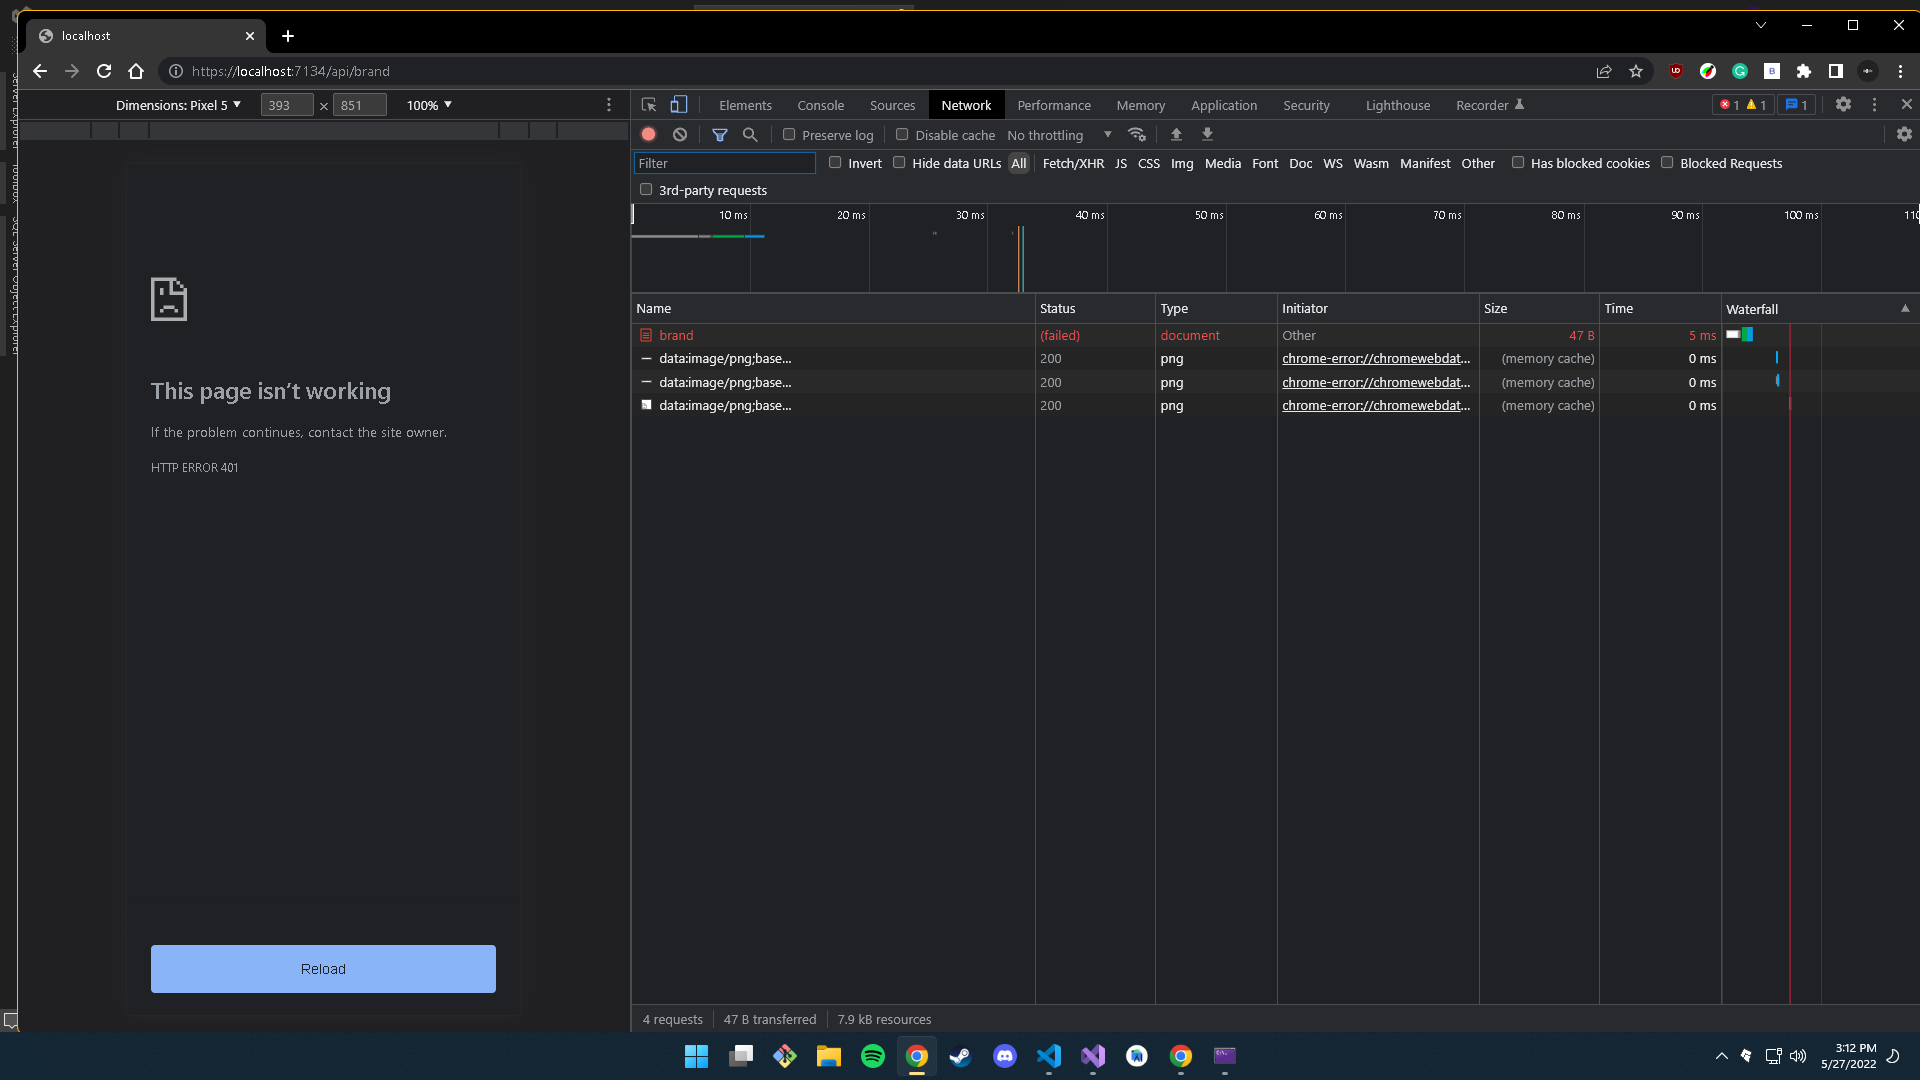 localhost
https://localhost:7134/api/brand
Dimensions: Pixel 5 ▼ 393 × 851 100% ▼
Elements Console Sources Network Performance Memory Application Security Lighthouse Recorder 1 1 1
Preserve log Disable cache No throttling
Filter Invert Hide data URLs All Fetch/XHR JS CSS Img Media Font Doc WS Wasm Manifest Other Has blocked cookies Blocked Requests
3rd-party requests
10 ms 20 ms 30 ms 40 ms 50 ms 60 ms 70 ms 80 ms 90 ms 100 ms 110
Name Status Type Initiator Size Time Waterfall
brand (failed) document Other 47 B 5 ms
data:image/png;base... 200 png chrome-error://chromewebdat... (memory cache) 0 ms
data:image/png;base... 200 png chrome-error://chromewebdat... (memory cache) 0 ms
data:image/png;base... 200 png chrome-error://chromewebdat... (memory cache) 0 ms
This page isn’t working
If the problem continues, contact the site owner.
HTTP ERROR 401
Reload
4 requests 47 B transferred 7.9 kB resources
3:12 PM
5/27/2022